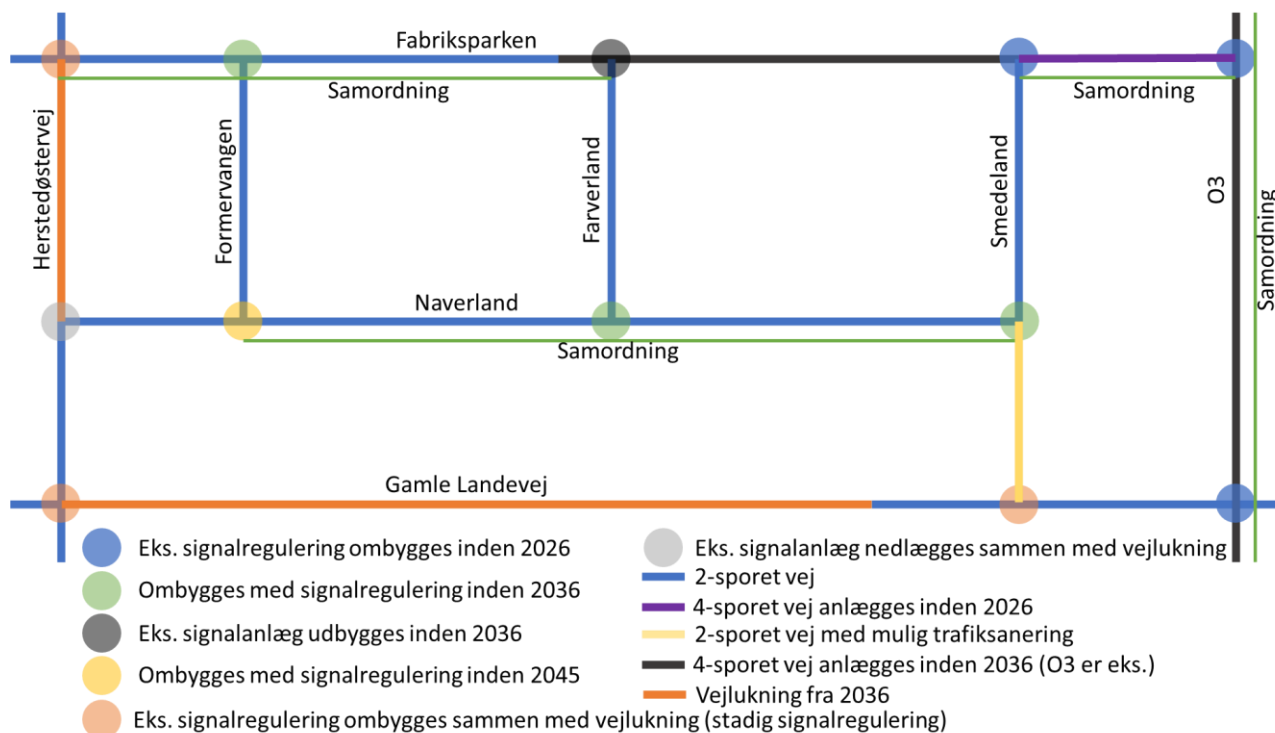 Fabriksparken
Samordning
Samordning
Herstedøstervej
Formervangen
Farverland
Smedeland
O3
Samordning
Naverland
Samordning
Gamle Landevej
Eks. signalregulering ombygges inden 2026
Ombygges med signalregulering inden 2036
Eks. signalanlæg udbygges inden 2036
Ombygges med signalregulering inden 2045
Eks. signalregulering ombygges sammen med vejlukning (stadig signalregulering)
Eks. signalanlæg nedlægges sammen med vejlukning
2-sporet vej
4-sporet vej anlægges inden 2026
2-sporet vej med mulig trafiksanering
4-sporet vej anlægges inden 2036 (O3 er eks.)
Vejlukning fra 2036